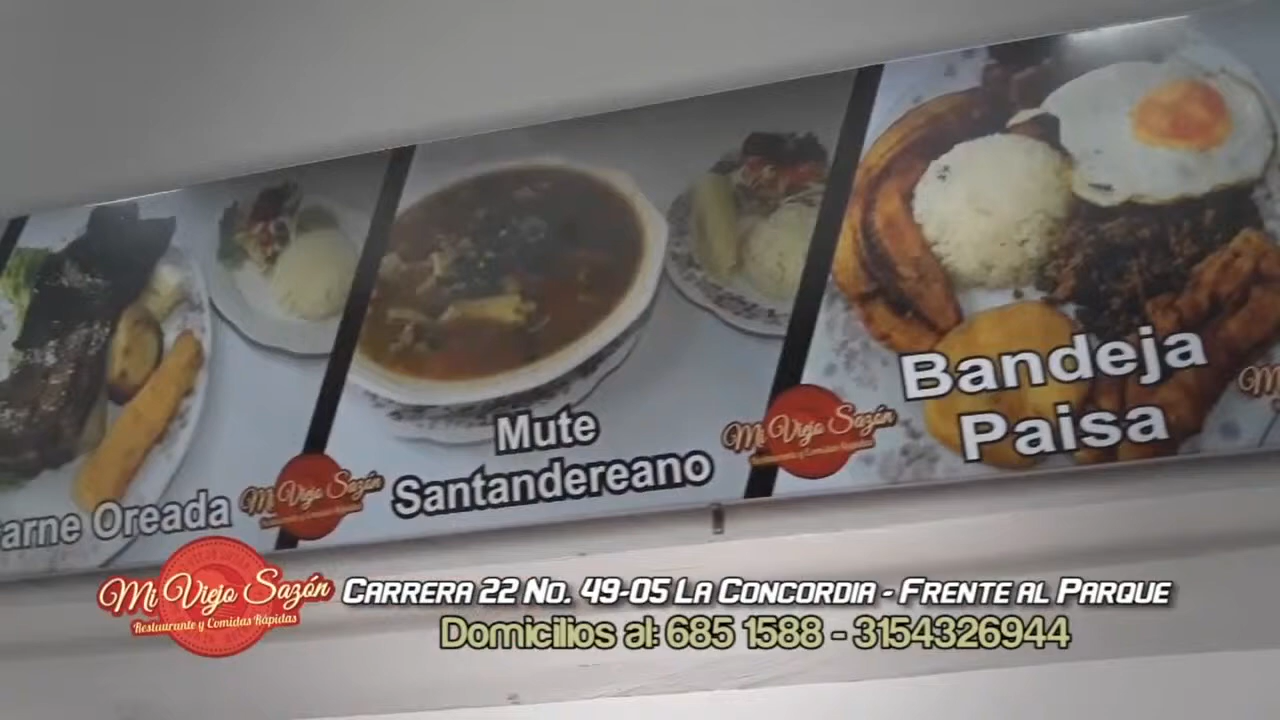 Bandeja
Paisa
Mute
Santandereano
Mi Viejo Sazón
Mi Viejo Sazón
arne Oreada
Mi
Mi Viejo Sazón
Restaurante y Comidas Rápidas
CARRERA 22 NO. 49-05 LA CONCORDIA - FRENTE AL PARQUE
Domicilios al: 685 1588 - 3154326944